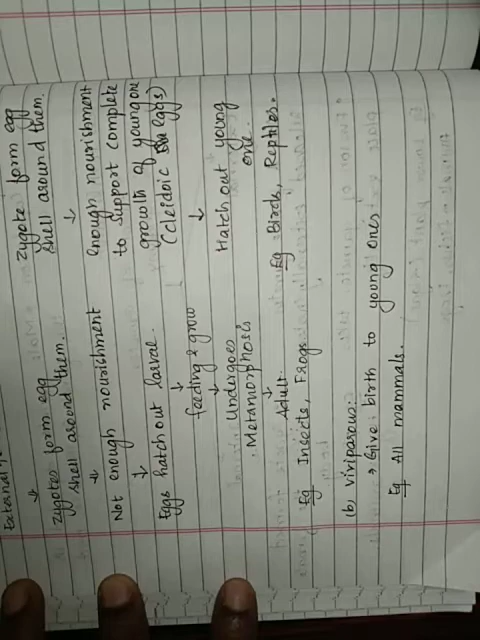 External
↓
zygotes form egg
shell around them.
↓
Not enough nourishment
↓
Eggs hatch out larvae.
↓
feeding & grow
↓
Undergoes
Metamorphosis
↓
Adult.
Eg Insects, Frogs
zygote form egg
shell around them.
↓
enough nourishment
to support complete
growth of young one
(cleidoic eggs)
↓
Hatch out young
one.
Eg Birds, Reptiles.
(b) viviparous:
→ Give birth to young ones
Eg All mammals.